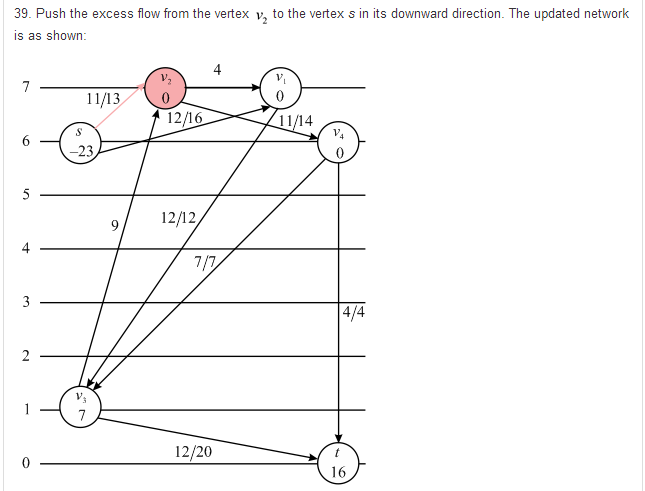 39. Push the excess flow from the vertex v₂ to the vertex s in its downward direction. The updated network
is as shown:
4
7
v₂
0
v₁
0
11/13
12/16
11/14
s
−23
v₄
0
6
5
9
12/12
4
7/7
3
4/4
2
v₃
7
1
12/20
t
16
0